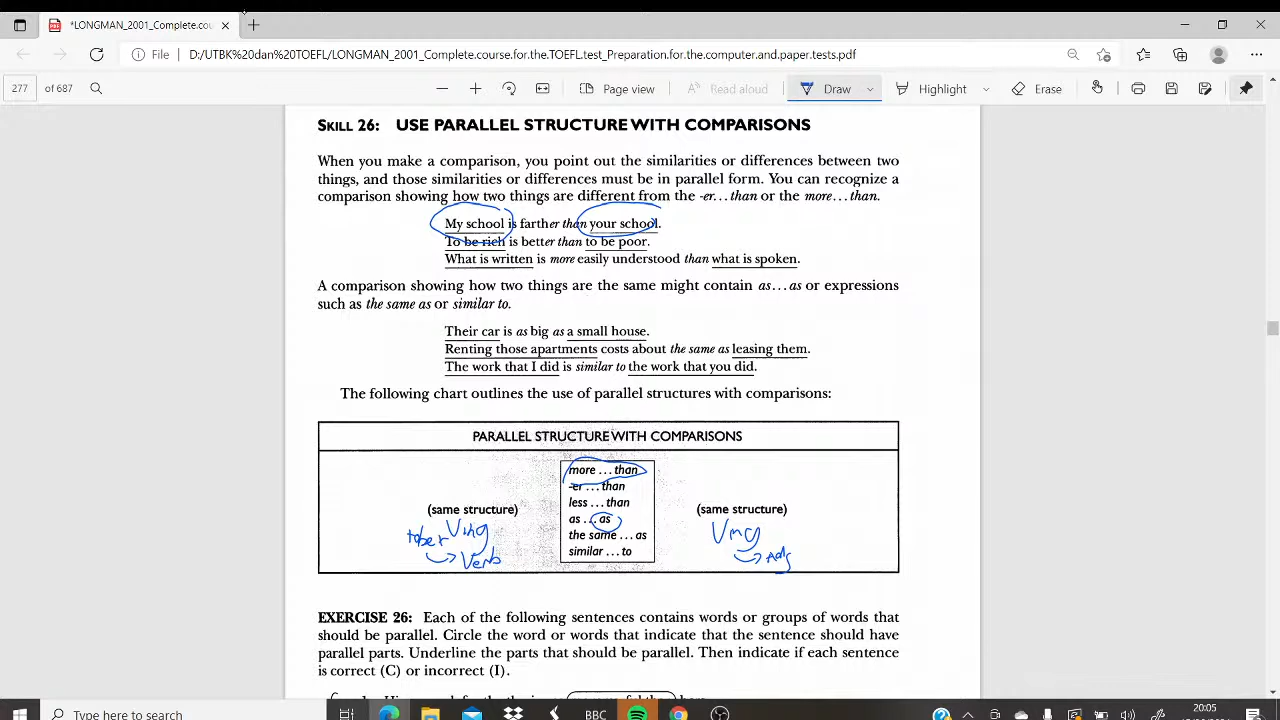 *LONGMAN_2001_Complete.cou
File
D:/UTBK%20dan%20TOEFL/LONGMAN_2001_Complete.course.for.the.TOEFL.test_Preparation.for.the.computer.and.paper.tests.pdf
277 of 687
Page view
Read aloud
Draw
Highlight
Erase
SKILL 26: USE PARALLEL STRUCTURE WITH COMPARISONS
When you make a comparison, you point out the similarities or differences between two
things, and those similarities or differences must be in parallel form. You can recognize a
comparison showing how two things are different from the -er... than or the more... than.
My school is farther than your school.
To be rich is better than to be poor.
What is written is more easily understood than what is spoken.
A comparison showing how two things are the same might contain as... as or expressions
such as the same as or similar to.
Their car is as big as a small house.
Renting those apartments costs about the same as leasing them.
The work that I did is similar to the work that you did.
The following chart outlines the use of parallel structures with comparisons:
PARALLEL STRUCTURE WITH COMPARISONS
(same structure)
more ... than
-er ... than
less ... than
as ... as
the same ... as
similar ... to
(same structure)
Ving
Verb
Ving
Adj
EXERCISE 26: Each of the following sentences contains words or groups of words that
should be parallel. Circle the word or words that indicate that the sentence should have
parallel parts. Underline the parts that should be parallel. Then indicate if each sentence
is correct (C) or incorrect (I).
Type here to search
BBC
20:05